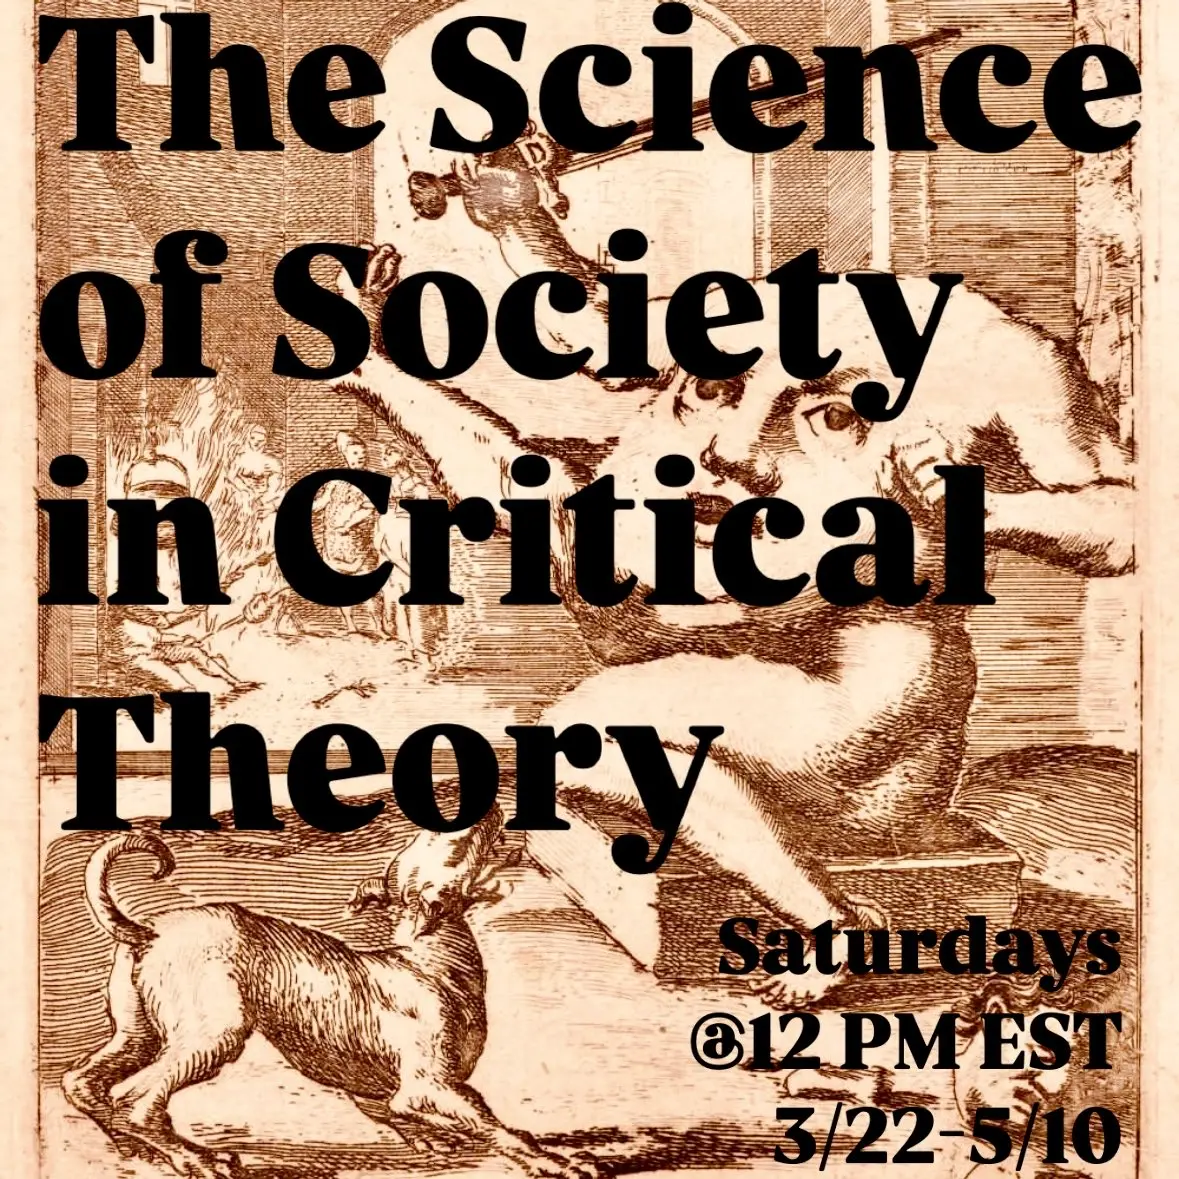 The Science
of Society
in Critical
Theory
Saturdays
@12 PM EST
3/22-5/10